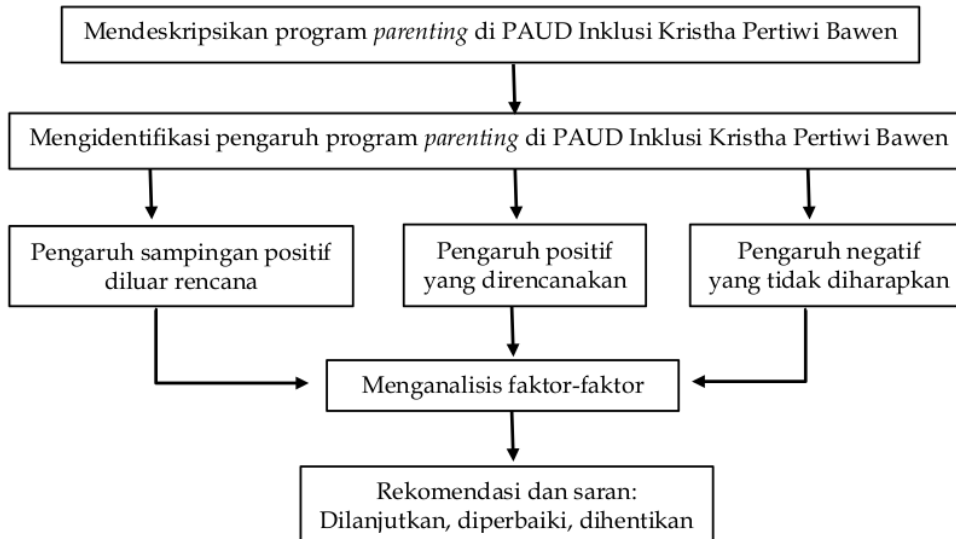 Mendeskripsikan program parenting di PAUD Inklusi Kristha Pertiwi Bawen
Mengidentifikasi pengaruh program parenting di PAUD Inklusi Kristha Pertiwi Bawen
Pengaruh sampingan positif
diluar rencana
Pengaruh positif
yang direncanakan
Pengaruh negatif
yang tidak diharapkan
Menganalisis faktor-faktor
Rekomendasi dan saran:
Dilanjutkan, diperbaiki, dihentikan